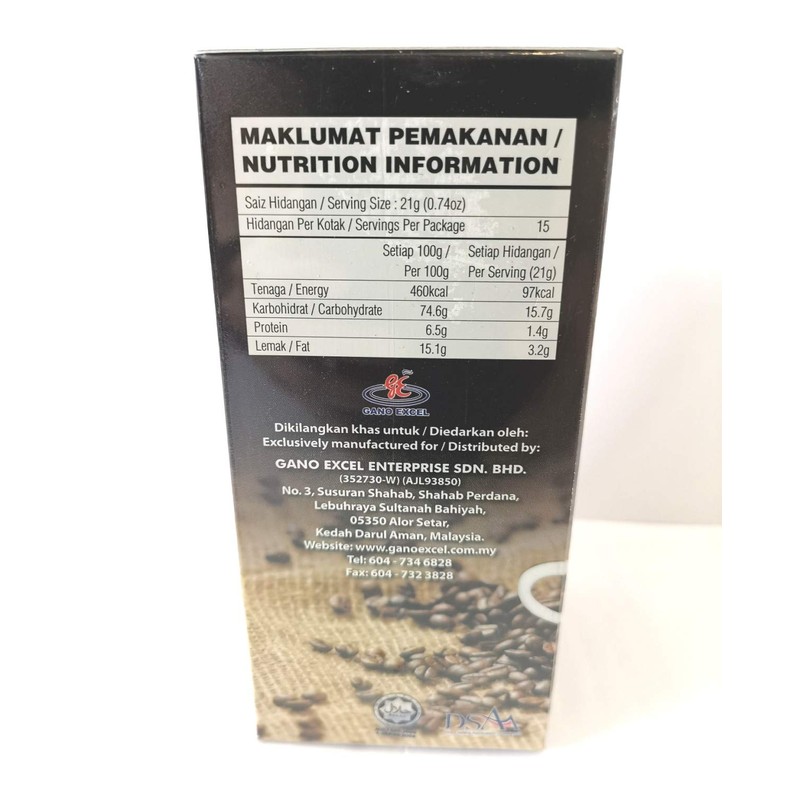 MAKLUMAT PEMAKANAN /
NUTRITION INFORMATION
Saiz Hidangan / Serving Size : 21g (0.74oz)
Hidangan Per Kotak / Servings Per Package 15
Setiap 100g / Setiap Hidangan /
Per 100g Per Serving (21g)
Tenaga / Energy 460kcal 97kcal
Karbohidrat / Carbohydrate 74.6g 15.7g
Protein 6.5g 1.4g
Lemak / Fat 15.1g 3.2g
GANO EXCEL
Dikilangkan khas untuk / Diedarkan oleh:
Exclusively manufactured for / Distributed by:
GANO EXCEL ENTERPRISE SDN. BHD.
(352730-W) (AJL93850)
No. 3, Susuran Shahab, Shahab Perdana,
Lebuhraya Sultanah Bahiyah,
05350 Alor Setar,
Kedah Darul Aman, Malaysia.
Website: www.ganoexcel.com.my
Tel: 604 - 734 6828
Fax: 604 - 732 3828
DSAM